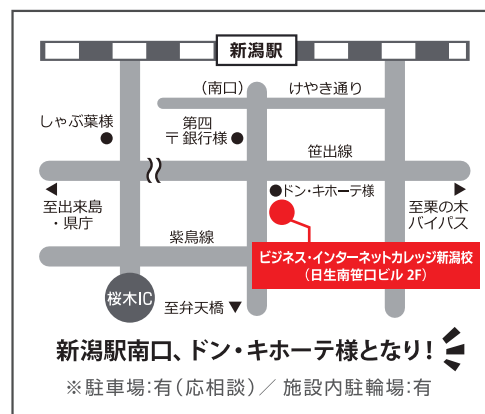 新潟駅
(南口)
けやき通り
しゃぶ葉様
第四
〒銀行様
笹出線
ドン・キホーテ様
至出来島
・県庁
至栗の木
バイパス
紫鳥線
ビジネス・インターネットカレッジ新潟校
(日生南笹口ビル 2F)
桜木IC
至弁天橋▼
新潟駅南口、ドン・キホーテ様となり!
※駐車場:有(応相談)／ 施設内駐輪場:有